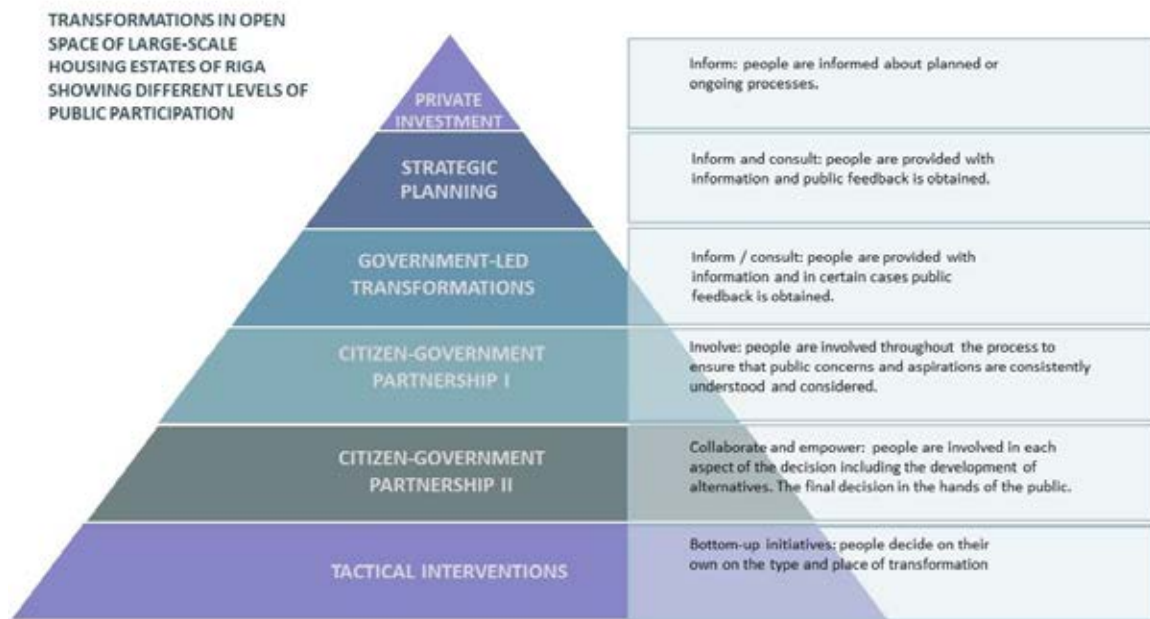 TRANSFORMATIONS IN OPEN
SPACE OF LARGE-SCALE
HOUSING ESTATES OF RIGA
SHOWING DIFFERENT LEVELS OF
PUBLIC PARTICIPATION
PRIVATE
INVESTMENT
Inform: people are informed about planned or
ongoing processes.
STRATEGIC
PLANNING
Inform and consult: people are provided with
information and public feedback is obtained.
GOVERNMENT-LED
TRANSFORMATIONS
Inform / consult: people are provided with
information and in certain cases public
feedback is obtained.
CITIZEN-GOVERNMENT
PARTNERSHIP I
Involve: people are involved throughout the process to
ensure that public concerns and aspirations are consistently
understood and considered.
CITIZEN-GOVERNMENT
PARTNERSHIP II
Collaborate and empower: people are involved in each
aspect of the decision including the development of
alternatives. The final decision in the hands of the public.
TACTICAL INTERVENTIONS
Bottom-up initiatives: people decide on their
own on the type and place of transformation